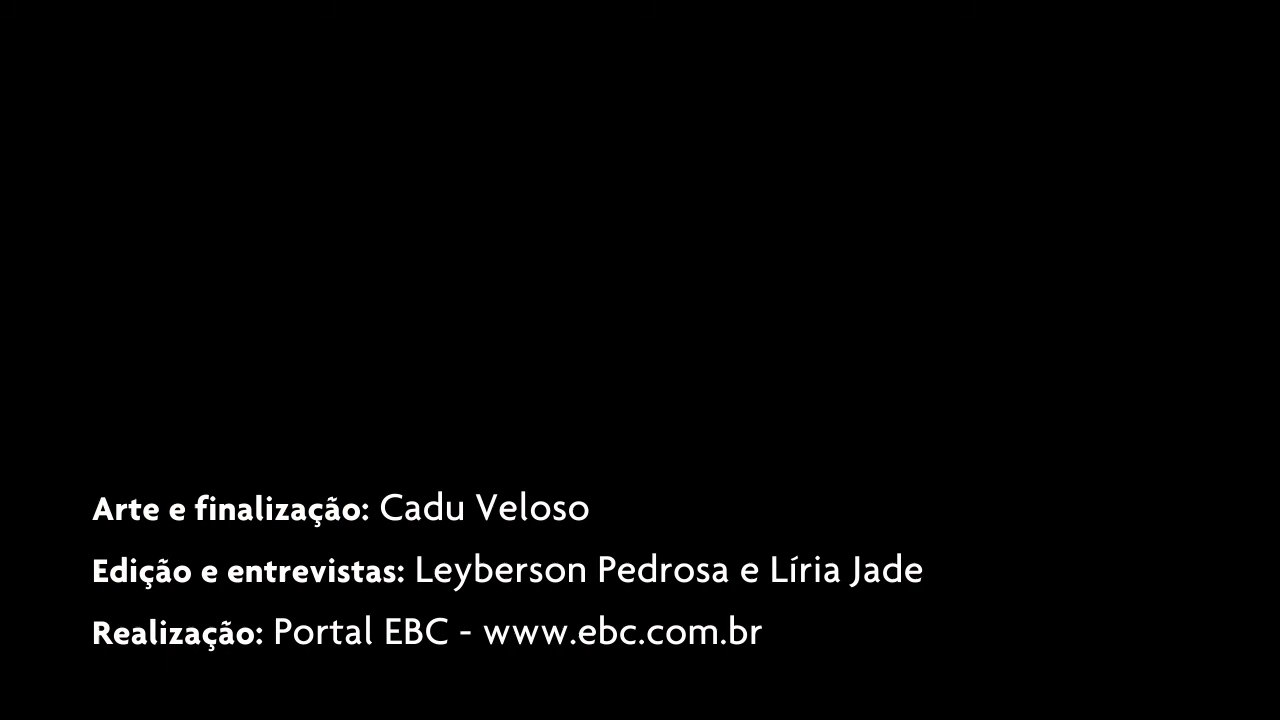 Arte e finalização: Cadu Veloso
Edição e entrevistas: Leyberson Pedrosa e Líria Jade
Realização: Portal EBC - www.ebc.com.br